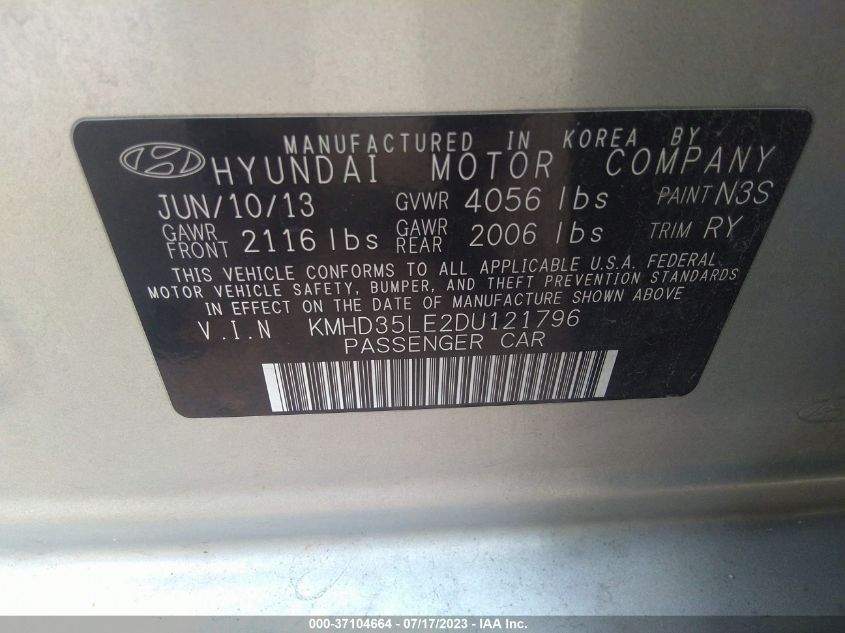 MANUFACTURED IN KOREA BY
HYUNDAI MOTOR COMPANY
JUN/10/13 GVWR 4056 lbs PAINT N3S
GAWR FRONT 2116 lbs GAWR REAR 2006 lbs TRIM RY
THIS VEHICLE CONFORMS TO ALL APPLICABLE U.S.A. FEDERAL
MOTOR VEHICLE SAFETY, BUMPER, AND THEFT PREVENTION STANDARDS
IN EFFECT ON THE DATE OF MANUFACTURE SHOWN ABOVE
V.I.N KMHD35LE2DU121796
PASSENGER CAR
000-37104664 - 07/17/2023 - © IAA Inc.